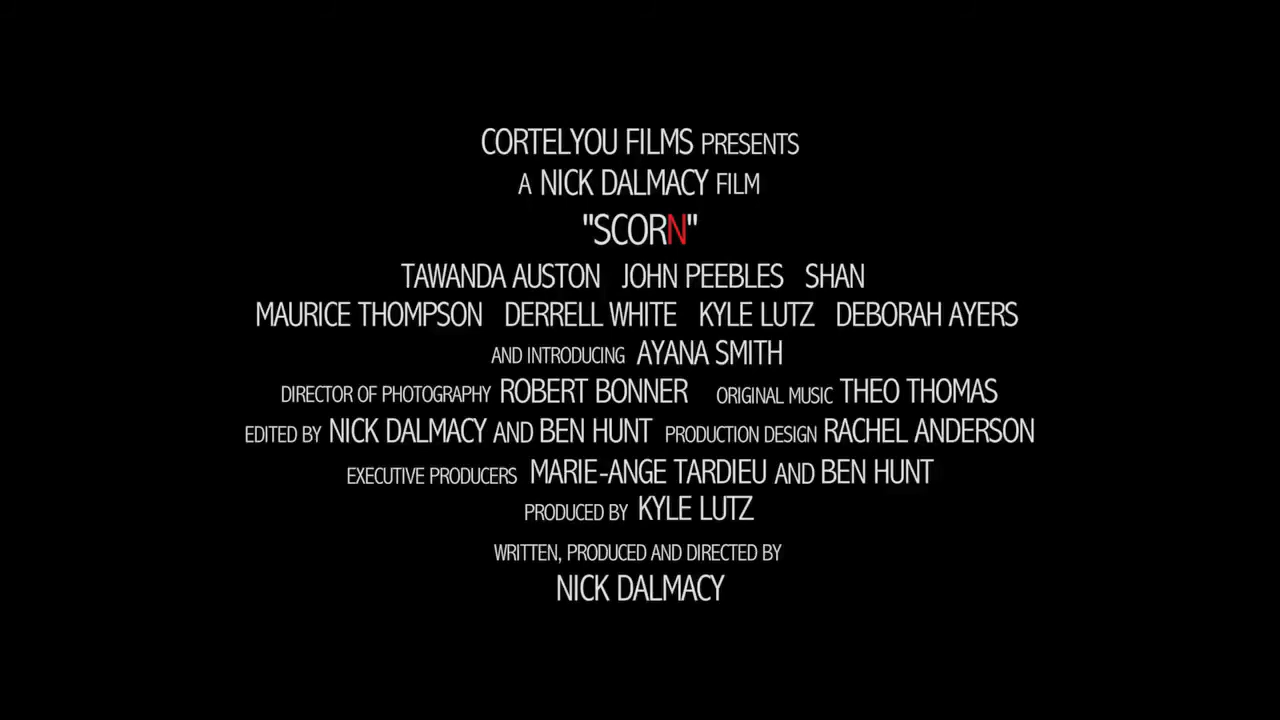 CORTELYOU FILMS PRESENTS
A NICK DALMACY FILM
"SCORN"
TAWANDA AUSTON JOHN PEEBLES SHAN
MAURICE THOMPSON DERRELL WHITE KYLE LUTZ DEBORAH AYERS
AND INTRODUCING AYANA SMITH
DIRECTOR OF PHOTOGRAPHY ROBERT BONNER ORIGINAL MUSIC THEO THOMAS
EDITED BY NICK DALMACY AND BEN HUNT PRODUCTION DESIGN RACHEL ANDERSON
EXECUTIVE PRODUCERS MARIE-ANGE TARDIEU AND BEN HUNT
PRODUCED BY KYLE LUTZ
WRITTEN, PRODUCED AND DIRECTED BY
NICK DALMACY